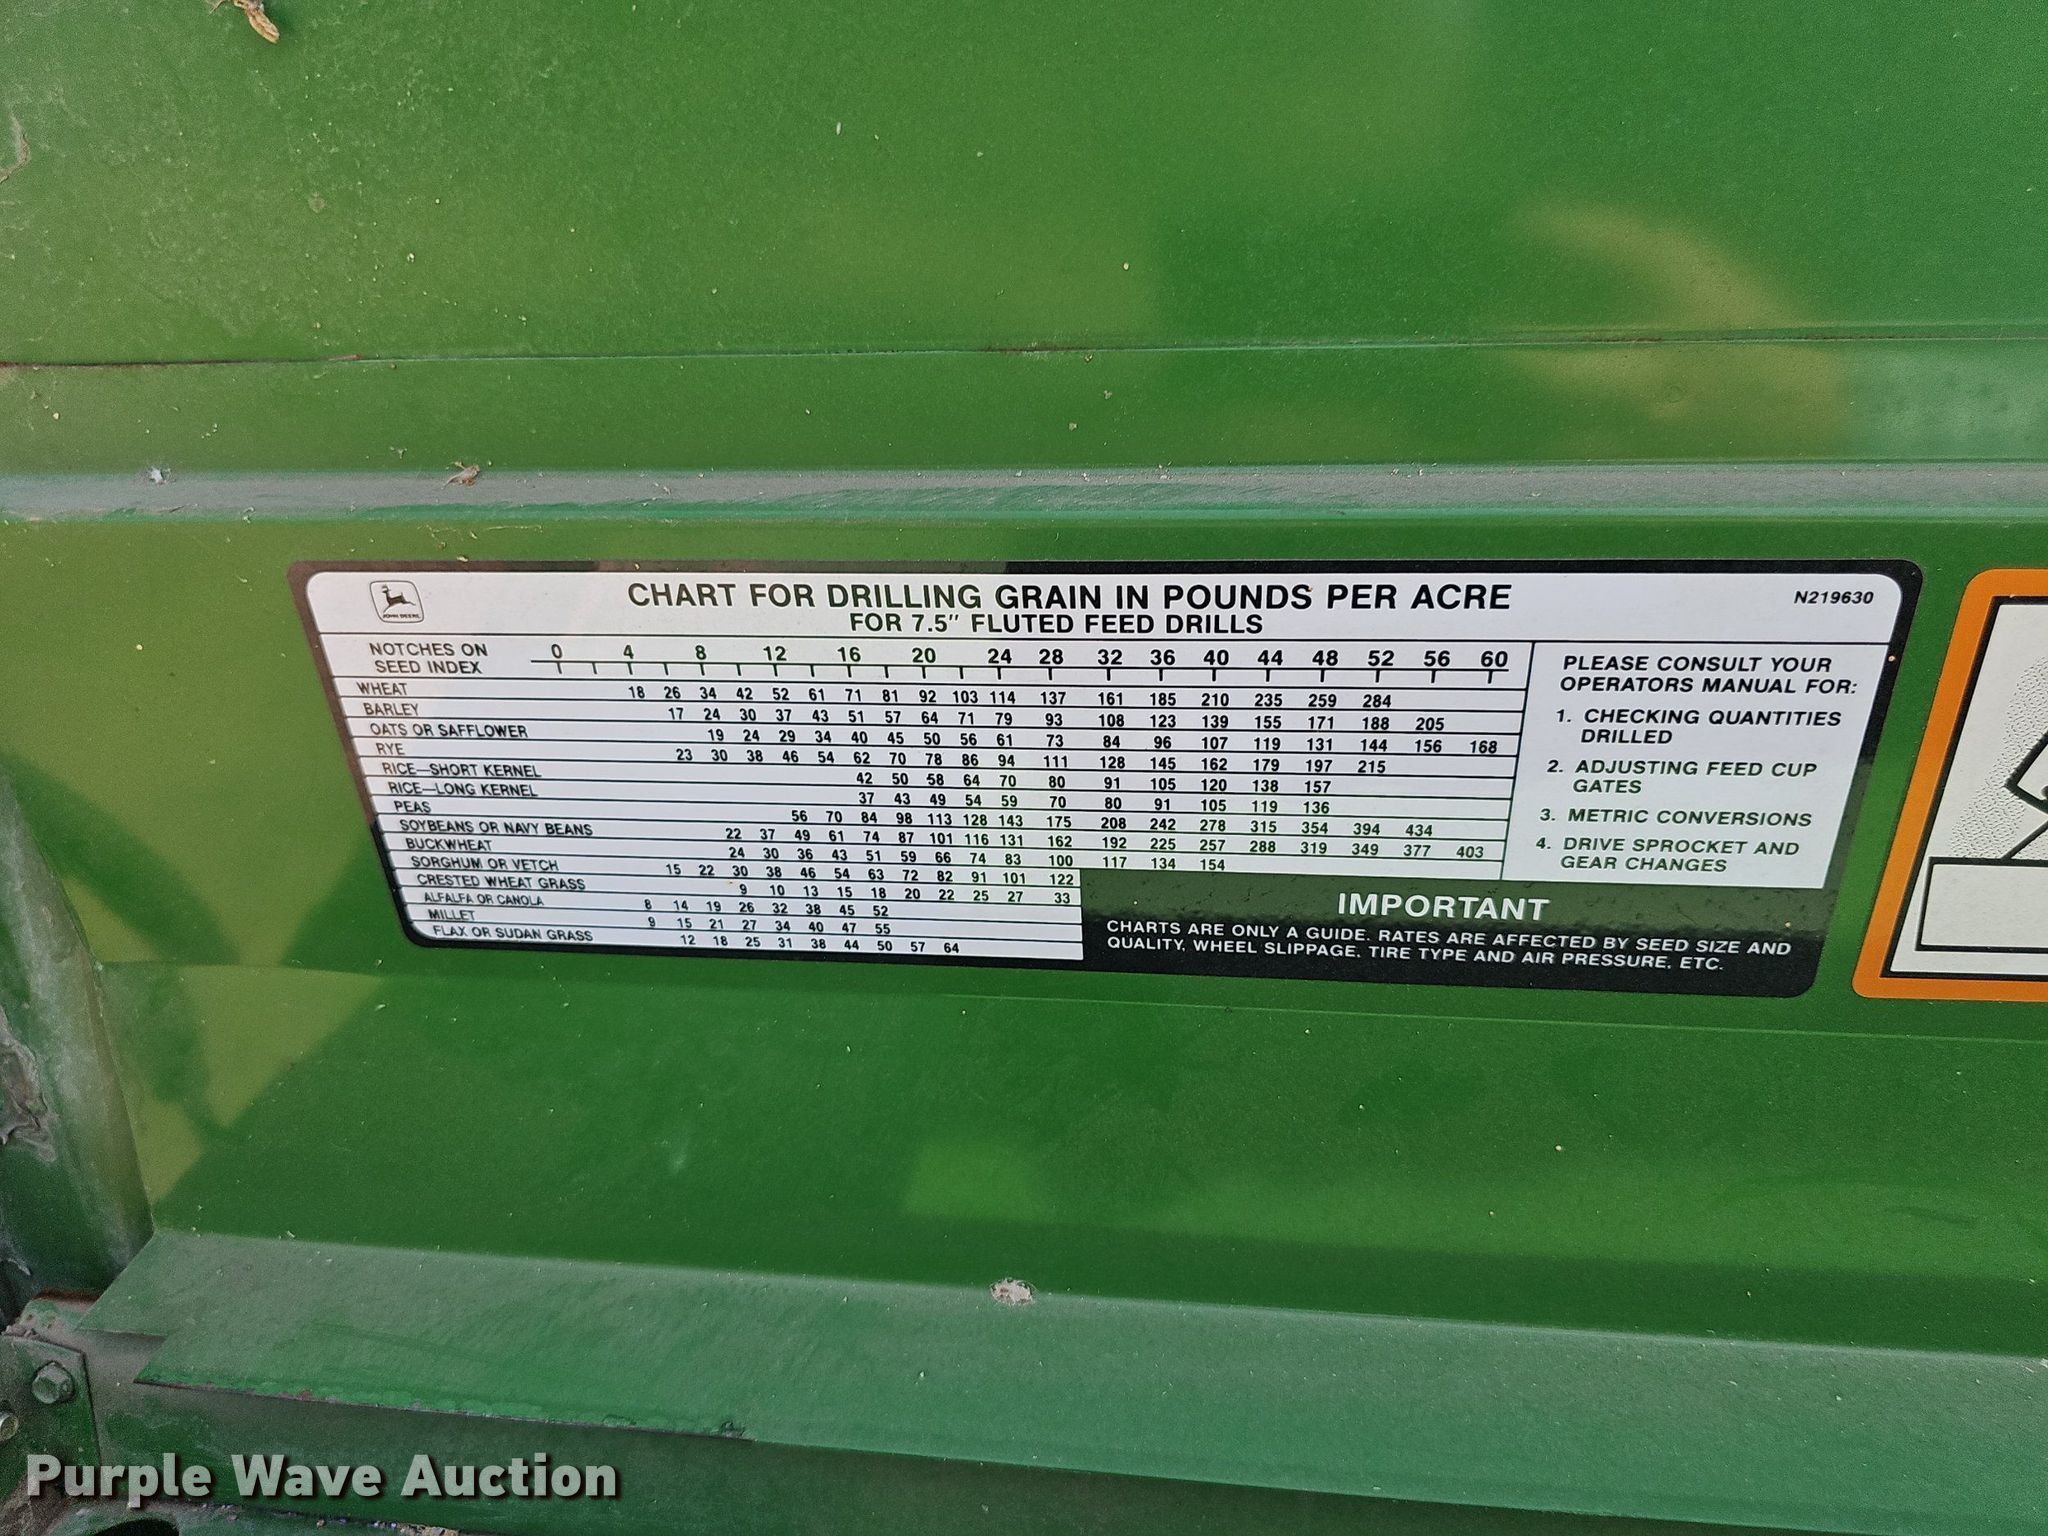 JOHN DEERE
CHART FOR DRILLING GRAIN IN POUNDS PER ACRE
FOR 7.5" FLUTED FEED DRILLS
N219630
NOTCHES ON
SEED INDEX
0 4 8 12 16 20 24 28 32 36 40 44 48 52 56 60
WHEAT 18 26 34 42 52 61 71 81 92 103 114 137 161 185 210 235 259 284
BARLEY 17 24 30 37 43 51 57 64 71 79 93 108 123 139 155 171 188 205
OATS OR SAFFLOWER 19 24 29 34 40 45 50 56 61 73 84 96 107 119 131 144 156 168
RYE 23 30 38 46 54 62 70 78 86 94 111 128 145 162 179 197 215
RICE—SHORT KERNEL 42 50 58 64 70 80 91 105 120 138 157
RICE—LONG KERNEL 37 43 49 54 59 70 80 91 105 119 136
PEAS 56 70 84 98 113 128 143 175 208 242 278 315 354 394 434
SOYBEANS OR NAVY BEANS 22 37 49 61 74 87 101 116 131 162 192 225 257 288 319 349 377 403
BUCKWHEAT 24 30 36 43 51 59 66 74 83 100 117 134 154
SORGHUM OR VETCH 15 22 30 38 46 54 63 72 82 91 101 122
CRESTED WHEAT GRASS 9 10 13 15 18 20 22 25 27 33
ALFALFA OR CANOLA 8 14 19 26 32 38 45 52
MILLET 9 15 21 27 34 40 47 55
FLAX OR SUDAN GRASS 12 18 25 31 38 44 50 57 64
PLEASE CONSULT YOUR
OPERATORS MANUAL FOR:
1. CHECKING QUANTITIES
DRILLED
2. ADJUSTING FEED CUP
GATES
3. METRIC CONVERSIONS
4. DRIVE SPROCKET AND
GEAR CHANGES
IMPORTANT
CHARTS ARE ONLY A GUIDE. RATES ARE AFFECTED BY SEED SIZE AND
QUALITY, WHEEL SLIPPAGE, TIRE TYPE AND AIR PRESSURE, ETC.
Purple Wave Auction